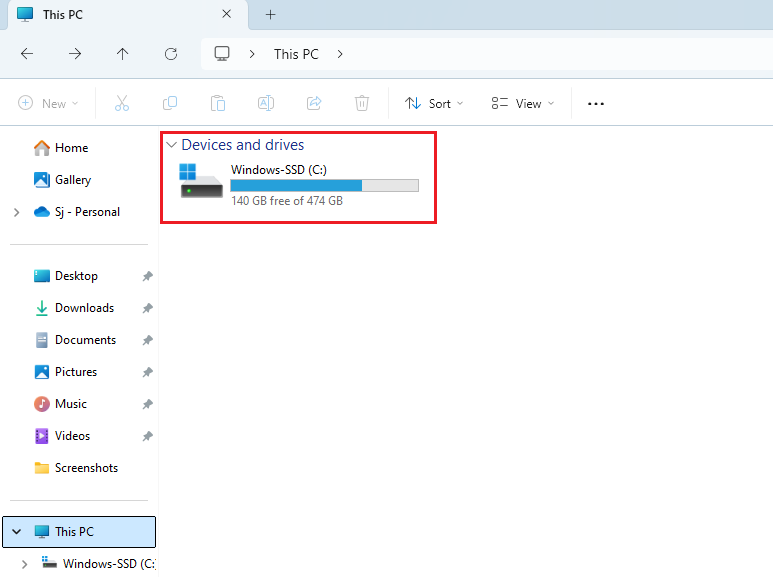 This PC
This PC
New
Sort
View
Devices and drives
Windows-SSD (C:)
140 GB free of 474 GB
Home
Gallery
Sj - Personal
Desktop
Downloads
Documents
Pictures
Music
Videos
Screenshots
This PC
Windows-SSD (C: